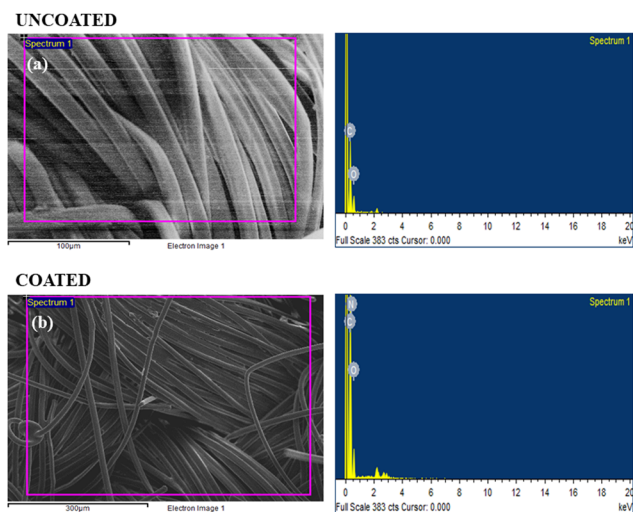 UNCOATED
Spectrum 1
(a)
100µm
Electron Image 1
Spectrum 1
C
O
0 2 4 6 8 10 12 14 16 18 20
Full Scale 383 cts Cursor: 0.000
keV
COATED
Spectrum 1
(b)
300µm
Electron Image 1
Spectrum 1
N
C
O
0 2 4 6 8 10 12 14 16 18 20
Full Scale 383 cts Cursor: 0.000
keV